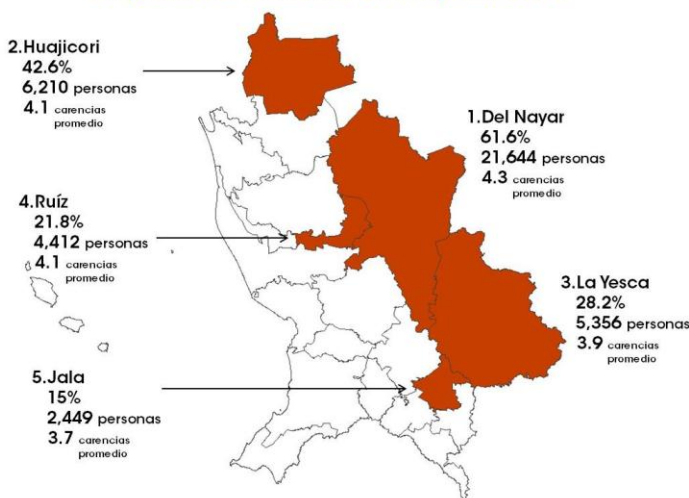 2.Huajicori
42.6%
6,210 personas
4.1 carencias
promedio
1.Del Nayar
61.6%
21,644 personas
4.3 carencias
promedio
4.Ruíz
21.8%
4,412 personas
4.1 carencias
promedio
3.La Yesca
28.2%
5,356 personas
3.9 carencias
promedio
5.Jala
15%
2,449 personas
3.7 carencias
promedio